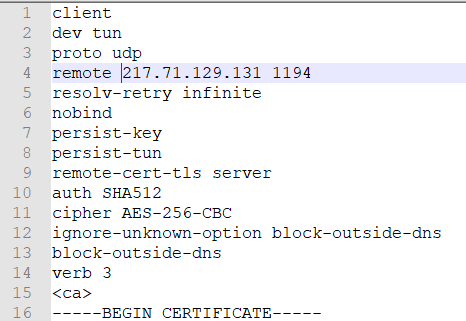 1 client
2 dev tun
3 proto udp
4 remote 217.71.129.131 1194
5 resolv-retry infinite
6 nobind
7 persist-key
8 persist-tun
9 remote-cert-tls server
10 auth SHA512
11 cipher AES-256-CBC
12 ignore-unknown-option block-outside-dns
13 block-outside-dns
14 verb 3
15 <ca>
16 -----BEGIN CERTIFICATE-----